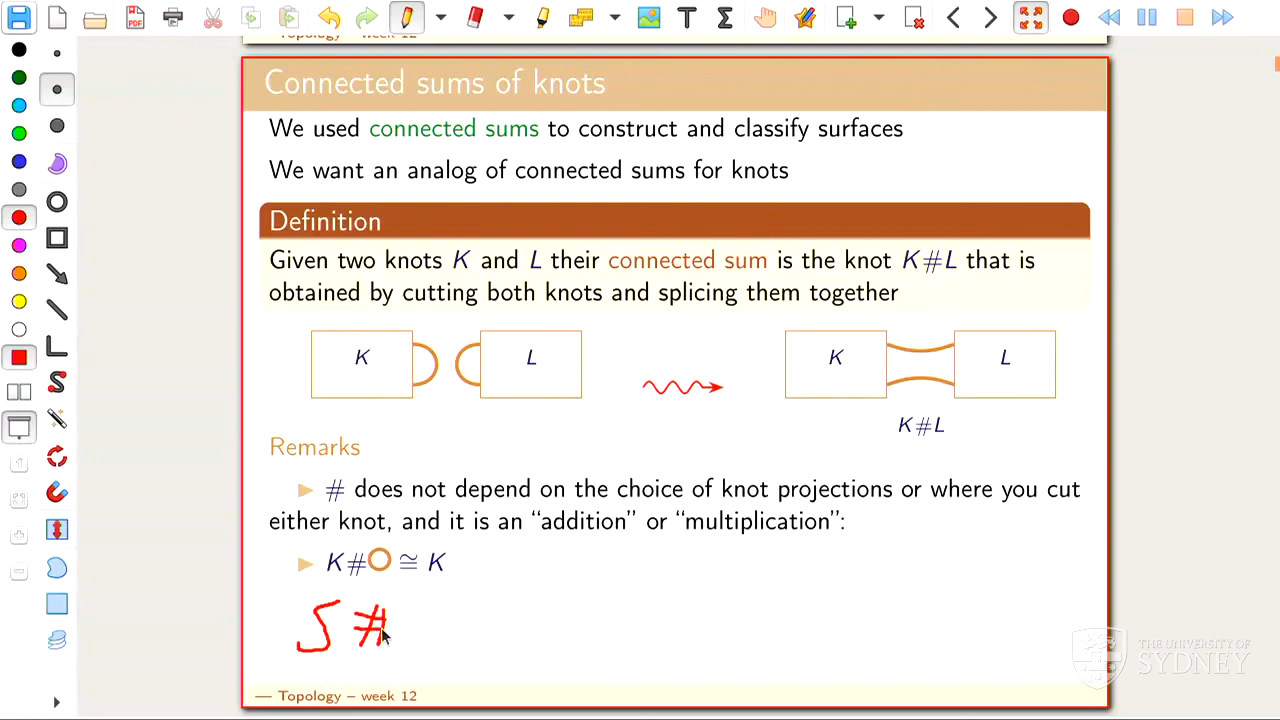 Topology – week 12
Connected sums of knots
We used connected sums to construct and classify surfaces
We want an analog of connected sums for knots
Definition
Given two knots K and L their connected sum is the knot K#L that is
obtained by cutting both knots and splicing them together
K L K L
K#L
Remarks
# does not depend on the choice of knot projections or where you cut
either knot, and it is an “addition” or “multiplication”:
K#O ≅ K
S #
— Topology – week 12
THE UNIVERSITY OF
SYDNEY